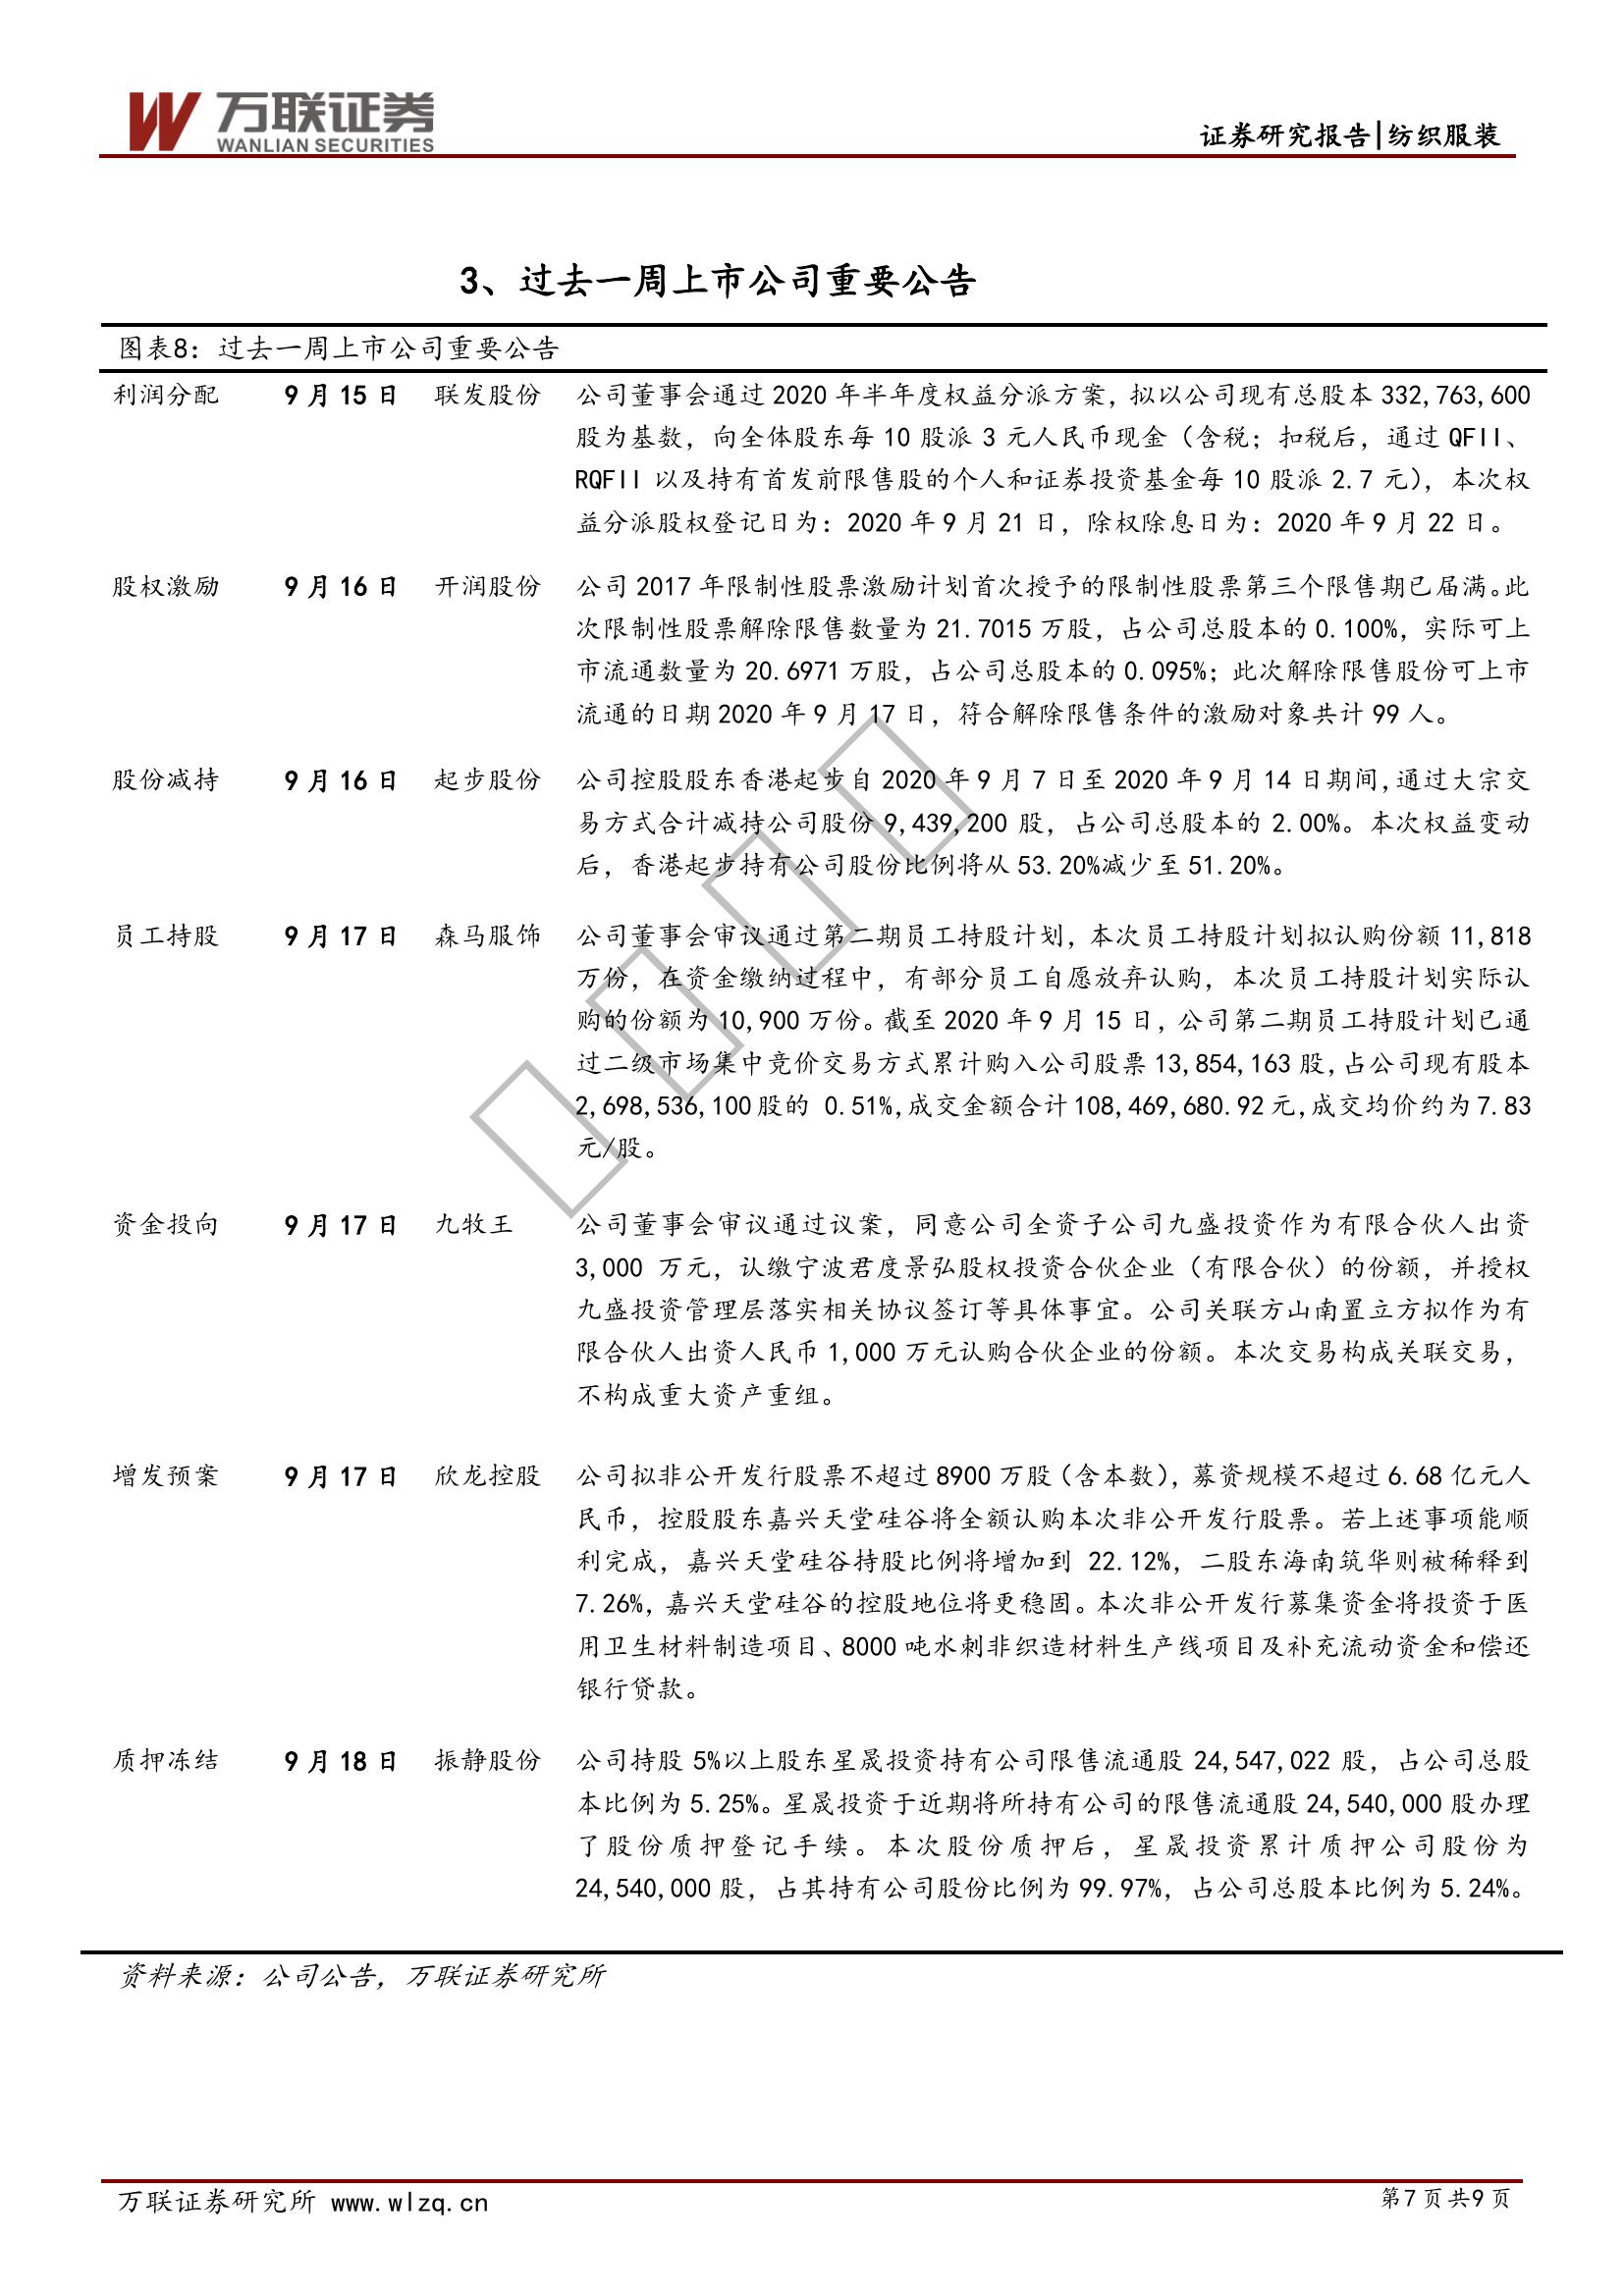 万联证券
WANLIAN SECURITIES
证券研究报告|纺织服装
3、过去一周上市公司重要公告
图表8：过去一周上市公司重要公告
利润分配 9月15日 联发股份 公司董事会通过2020年半年度权益分派方案，拟以公司现有总股本332,763,600
股为基数，向全体股东每10股派3元人民币现金（含税；扣税后，通过QFII、
RQFII以及持有首发前限售股的个人和证券投资基金每10股派2.7元），本次权
益分派股权登记日为：2020年9月21日，除权除息日为：2020年9月22日。
股权激励 9月16日 开润股份 公司2017年限制性股票激励计划首次授予的限制性股票第三个限售期已届满。此
次限制性股票解除限售数量为21.7015万股，占公司总股本的0.100%，实际可上
市流通数量为20.6971万股，占公司总股本的0.095%；此次解除限售股份可上市
流通的日期2020年9月17日，符合解除限售条件的激励对象共计99人。
股份减持 9月16日 起步股份 公司控股股东香港起步自2020年9月7日至2020年9月14日期间,通过大宗交
易方式合计减持公司股份9,439,200股，占公司总股本的2.00%。本次权益变动
后，香港起步持有公司股份比例将从53.20%减少至51.20%。
员工持股 9月17日 森马服饰 公司董事会审议通过第二期员工持股计划，本次员工持股计划拟认购份额11,818
万份，在资金缴纳过程中，有部分员工自愿放弃认购，本次员工持股计划实际认
购的份额为10,900万份。截至2020年9月15日，公司第二期员工持股计划已通
过二级市场集中竞价交易方式累计购入公司股票13,854,163股,占公司现有股本
2,698,536,100股的 0.51%,成交金额合计108,469,680.92元,成交均价约为7.83
元/股。
资金投向 9月17日 九牧王 公司董事会审议通过议案，同意公司全资子公司九盛投资作为有限合伙人出资
3,000 万元，认缴宁波君度景弘股权投资合伙企业（有限合伙）的份额，并授权
九盛投资管理层落实相关协议签订等具体事宜。公司关联方山南置立方拟作为有
限合伙人出资人民币1,000万元认购合伙企业的份额。本次交易构成关联交易，
不构成重大资产重组。
增发预案 9月17日 欣龙控股 公司拟非公开发行股票不超过8900万股（含本数），募资规模不超过6.68亿元人
民币，控股股东嘉兴天堂硅谷将全额认购本次非公开发行股票。若上述事项能顺
利完成，嘉兴天堂硅谷持股比例将增加到 22.12%，二股东海南筑华则被稀释到
7.26%，嘉兴天堂硅谷的控股地位将更稳固。本次非公开发行募集资金将投资于医
用卫生材料制造项目、8000吨水刺非织造材料生产线项目及补充流动资金和偿还
银行贷款。
质押冻结 9月18日 振静股份 公司持股5%以上股东星晟投资持有公司限售流通股24,547,022股，占公司总股
本比例为5.25%。星晟投资于近期将所持有公司的限售流通股24,540,000股办理
了股份质押登记手续。本次股份质押后，星晟投资累计质押公司股份为
24,540,000股，占其持有公司股份比例为99.97%，占公司总股本比例为5.24%。
资料来源：公司公告，万联证券研究所
万联证券研究所 www.wlzq.cn
第7页共9页